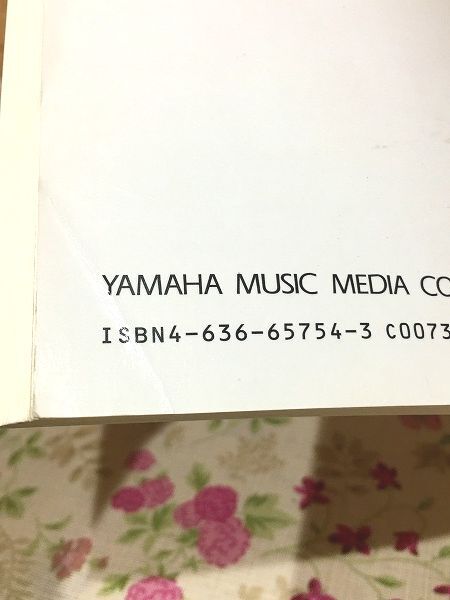 YAMAHA MUSIC MEDIA CO
ISBN4-636-65754-3 C0073